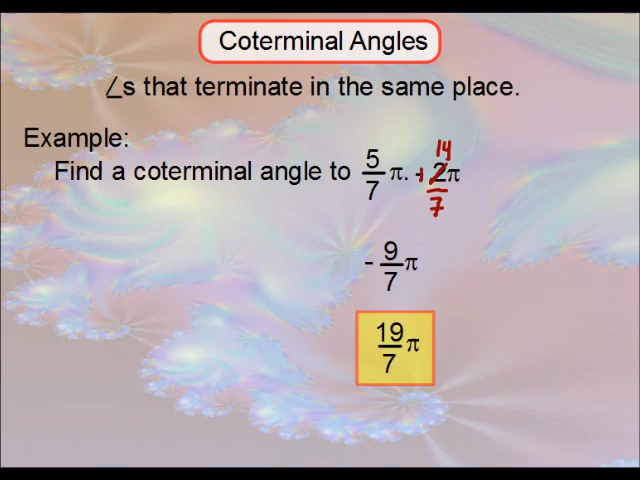 Coterminal Angles
∠s that terminate in the same place.
Example:
Find a coterminal angle to 5/7 π. + 2π 14/7
- 9/7 π
19/7 π